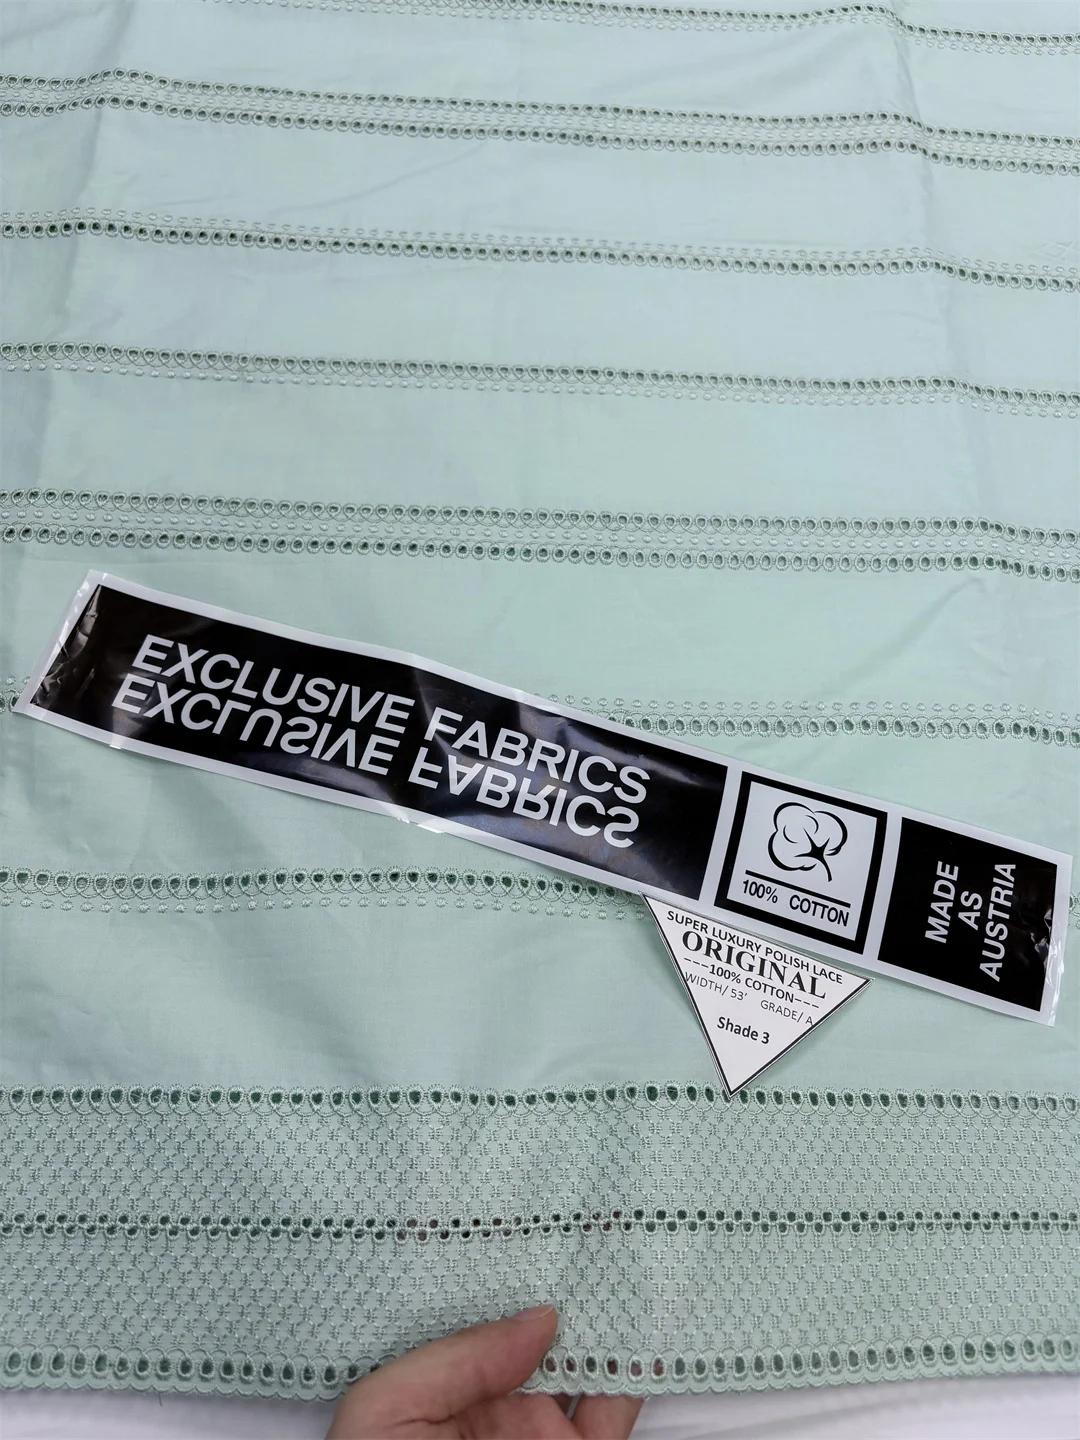 EXCLUSIVE FABRICS
EXCLUSIVE FABRICS
100% COTTON
MADE
AS
AUSTRIA
SUPER LUXURY POLISH LACE
ORIGINAL
---100% COTTON---
WIDTH/ 53' GRADE/ A
Shade 3